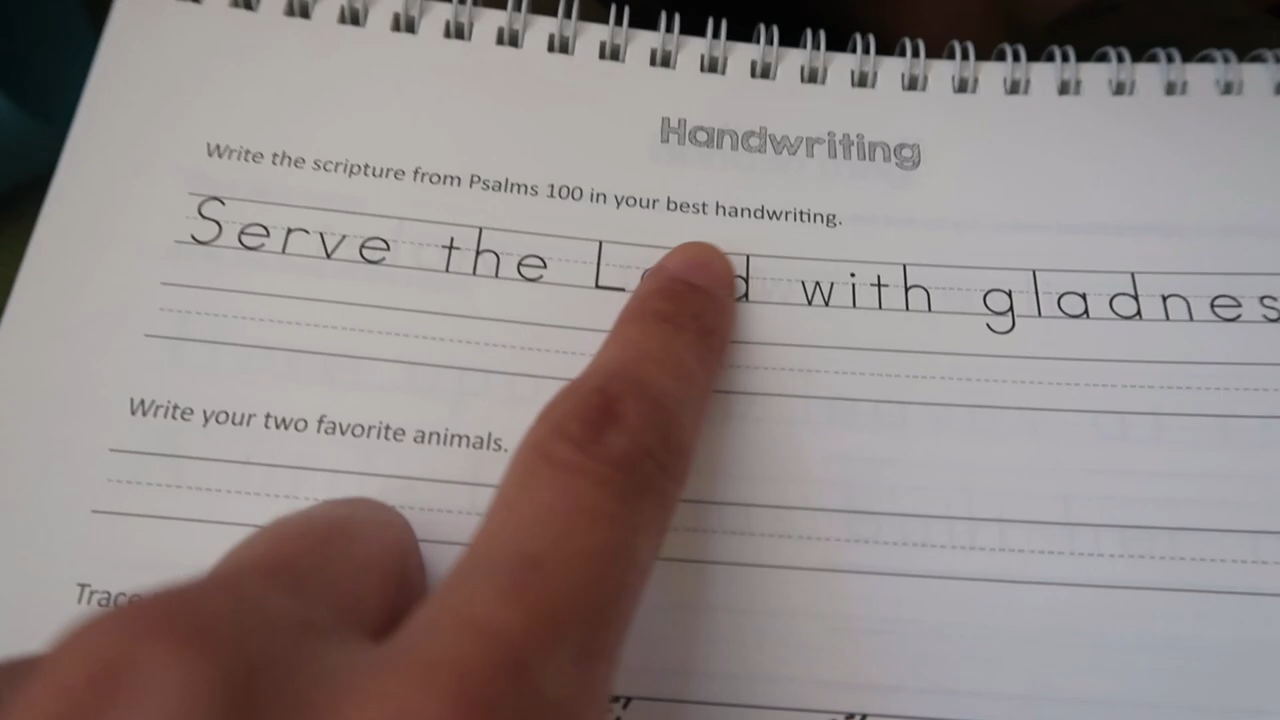 Handwriting
Write the scripture from Psalms 100 in your best handwriting.
Serve the with
Write your two favorite animals.
Trace